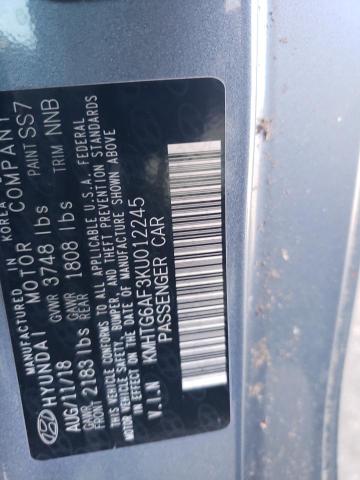 MANUFACTURED IN KOREA
HYUNDAI MOTOR COMPANY
AUG/11/18 GVWR 3748 lbs PAINT SS7
GAWR FRONT 2183 lbs GAWR REAR 1808 lbs TRIM NNB
THIS VEHICLE CONFORMS TO ALL APPLICABLE U.S.A. FEDERAL
MOTOR VEHICLE SAFETY, BUMPER, AND THEFT PREVENTION STANDARDS
IN EFFECT ON THE DATE OF MANUFACTURE SHOWN ABOVE
V.I.N KMHTG6AF3KU012245
PASSENGER CAR